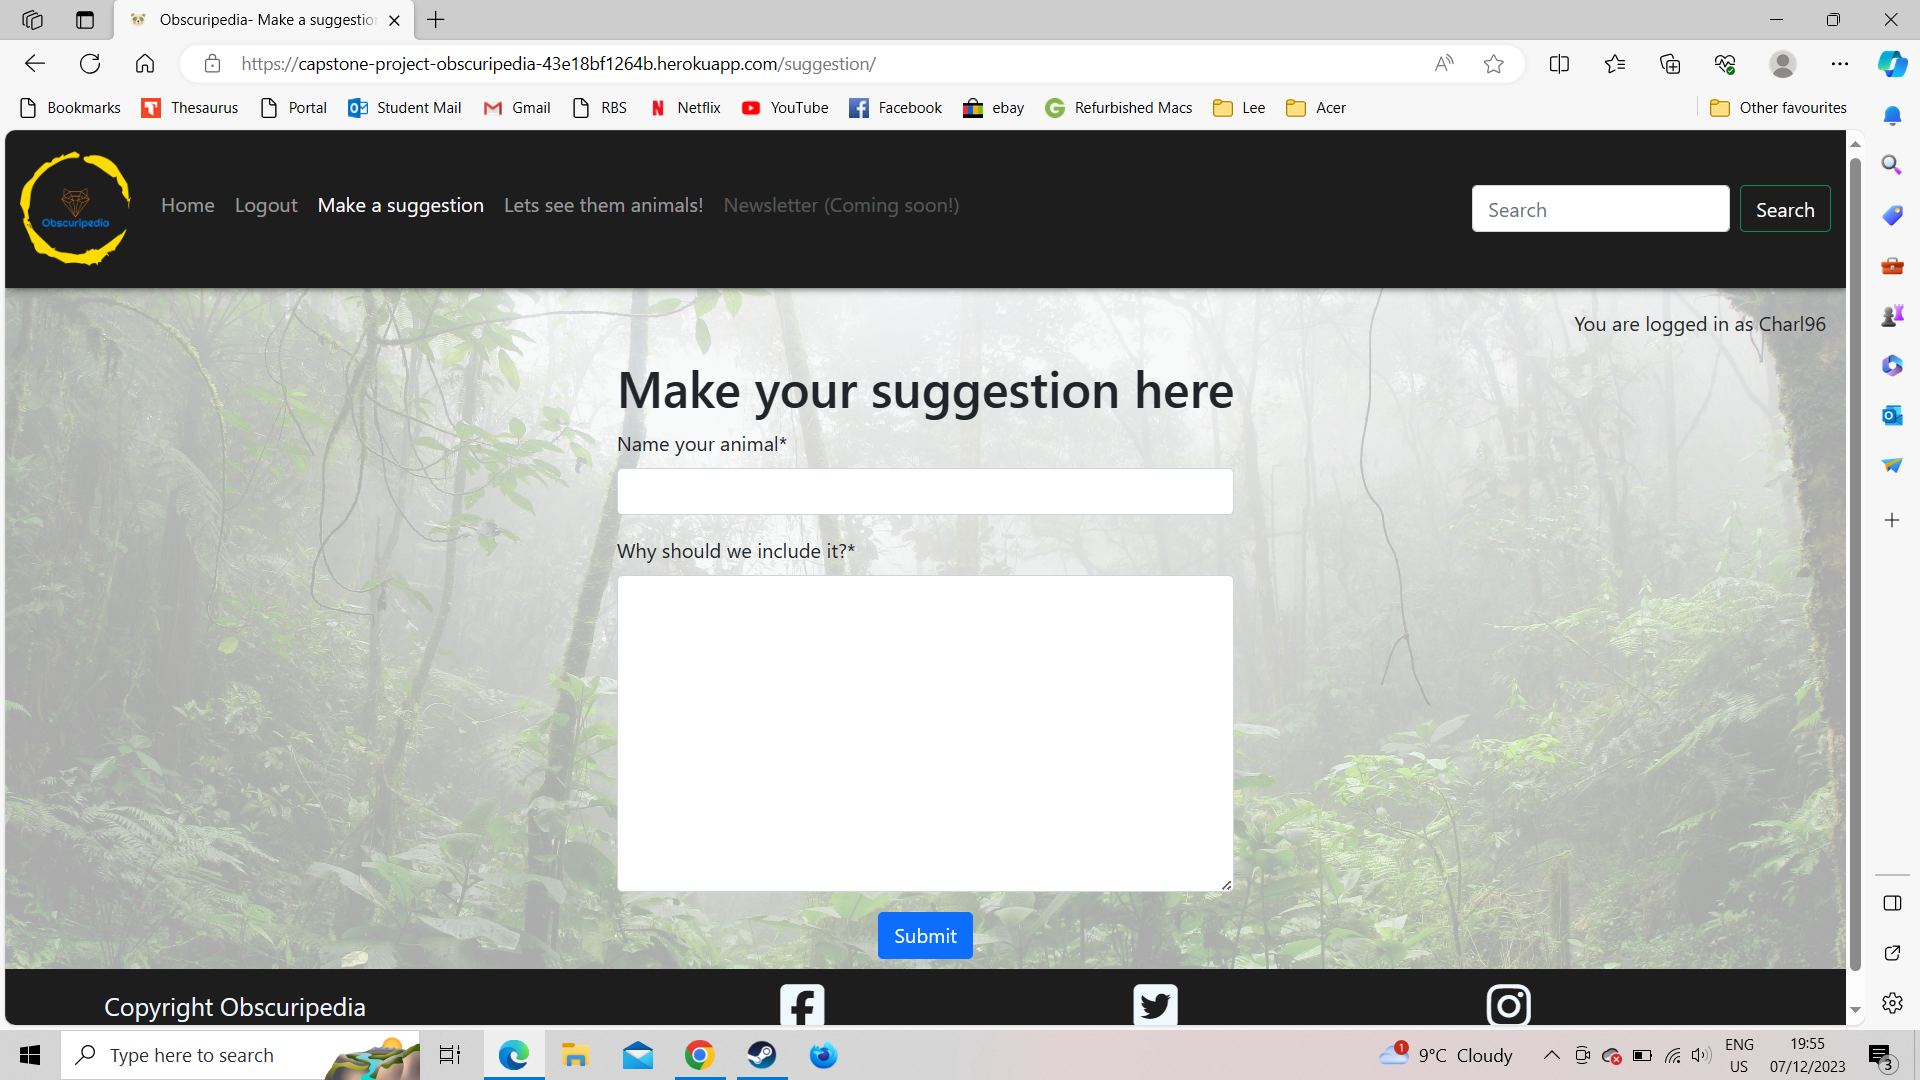 Obscuripedia- Make a suggestion
https://capstone-project-obscuripedia-43e18bf1264b.herokuapp.com/suggestion/
Bookmarks Thesaurus Portal Student Mail Gmail RBS Netflix YouTube Facebook ebay Refurbished Macs Lee Acer Other favourites
Obscuripedia
Home Logout Make a suggestion Lets see them animals! Newsletter (Coming soon!) Search Search
You are logged in as Charl96
Make your suggestion here
Name your animal*
Why should we include it?*
Submit
Copyright Obscuripedia
Type here to search
1
9°C Cloudy
ENG
US
19:55
07/12/2023
3